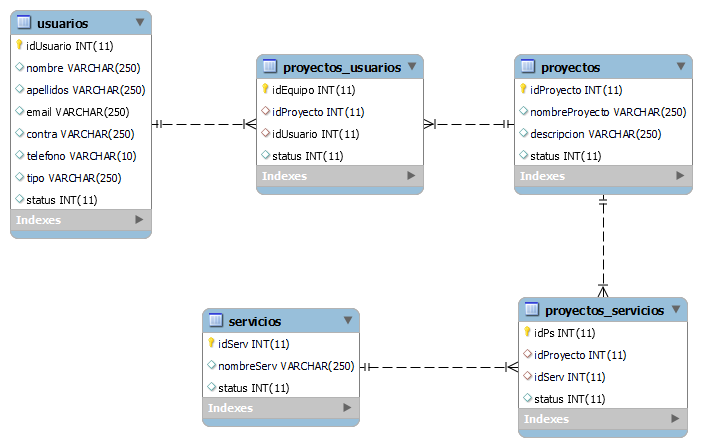 usuarios
idUsuario INT(11)
nombre VARCHAR(250)
apellidos VARCHAR(250)
email VARCHAR(250)
contra VARCHAR(250)
telefono VARCHAR(10)
tipo VARCHAR(250)
status INT(11)
Indexes
proyectos_usuarios
idEquipo INT(11)
idProyecto INT(11)
idUsuario INT(11)
status INT(11)
Indexes
proyectos
idProyecto INT(11)
nombreProyecto VARCHAR(250)
descripcion VARCHAR(250)
status INT(11)
Indexes
servicios
idServ INT(11)
nombreServ VARCHAR(250)
status INT(11)
Indexes
proyectos_servicios
idPs INT(11)
idProyecto INT(11)
idServ INT(11)
status INT(11)
Indexes